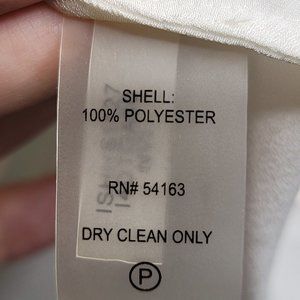 SHELL:
100% POLYESTER
RN# 54163
DRY CLEAN ONLY
P